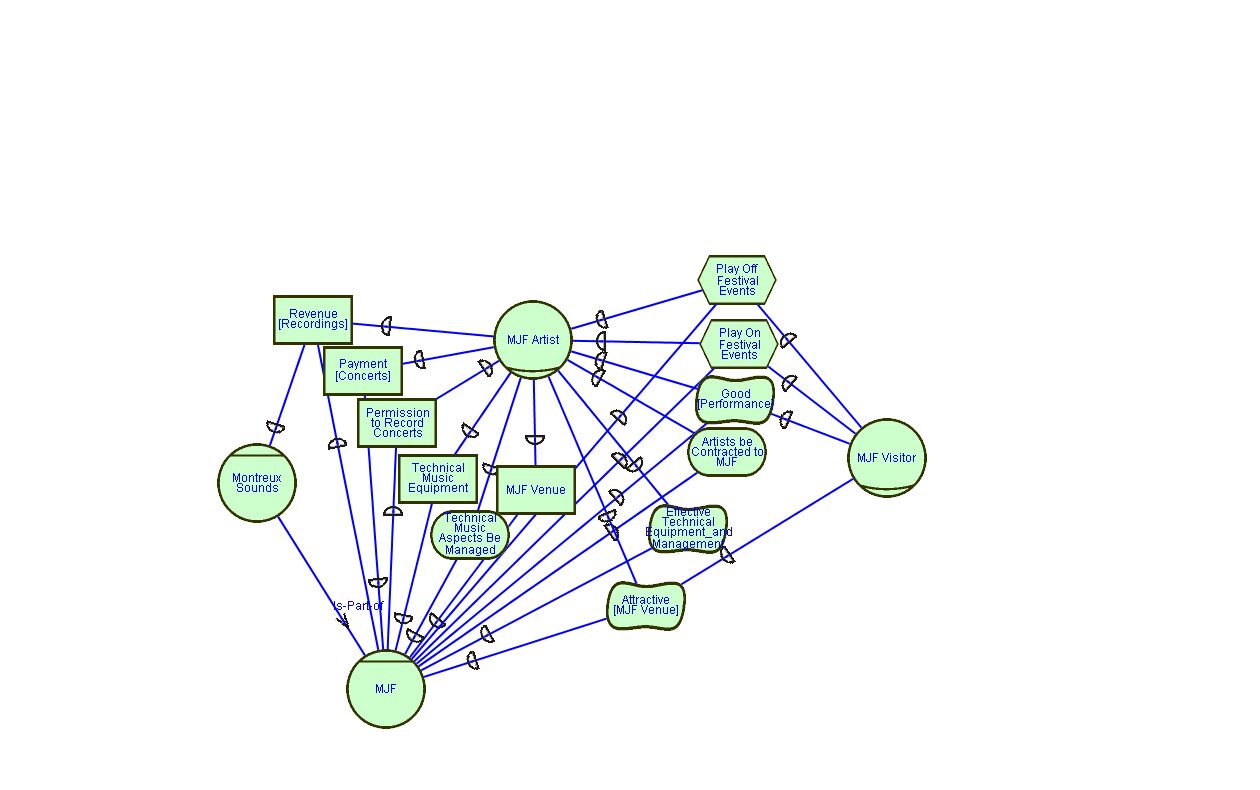 Play Off
Festival
Events
Revenue
[Recordings]
MJF Artist
Play On
Festival
Events
Payment
[Concerts]
Good
[Performance]
Permission
to Record
Concerts
Artists be
Contracted to
MJF
MJF Visitor
Montreux
Sounds
Technical
Music
Equipment
MJF Venue
Technical
Music
Aspects Be
Managed
Effective
Technical
Equipment_and
Management
Attractive
[MJF Venue]
Is-Part-of
MJF